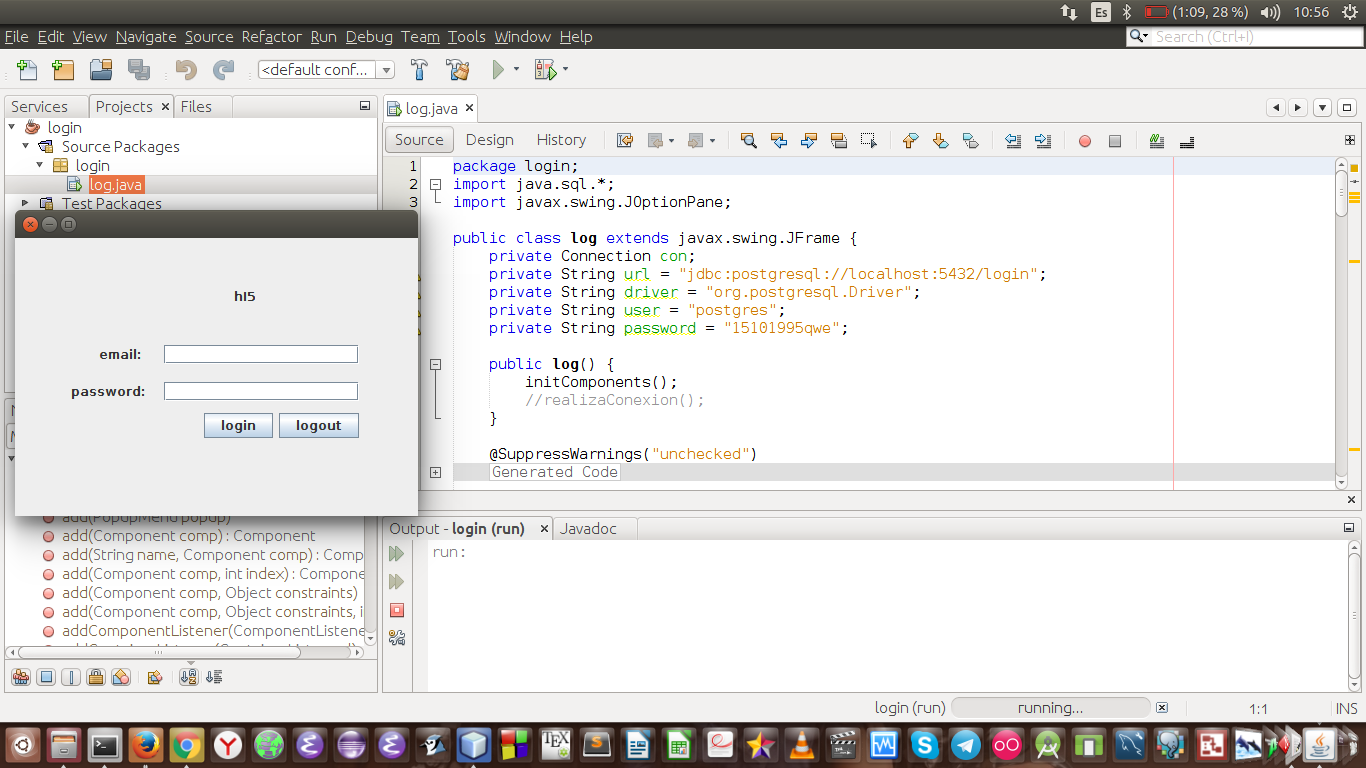 Es (1:09, 28 %) 10:56
File Edit View Navigate Source Refactor Run Debug Team Tools Window Help
Search (Ctrl+I)
<default conf...
Services Projects Files
login
Source Packages
login
log.java
Test Packages
hI5
email:
password:
login logout
add(PopupMenu popup)
add(Component comp) : Component
add(String name, Component comp) : Comp
add(Component comp, int index) : Compone
add(Component comp, Object constraints)
add(Component comp, Object constraints, i
addComponentListener(ComponentListene
log.java
Source Design History
1 package login;
2 import java.sql.*;
3 import javax.swing.JOptionPane;
public class log extends javax.swing.JFrame {
private Connection con;
private String url = "jdbc:postgresql://localhost:5432/login";
private String driver = "org.postgresql.Driver";
private String user = "postgres";
private String password = "15101995qwe";
public log() {
initComponents();
//realizaConexion();
}
@SuppressWarnings("unchecked")
Generated Code
Output - login (run) Javadoc
run:
login (run) running... 1:1 INS